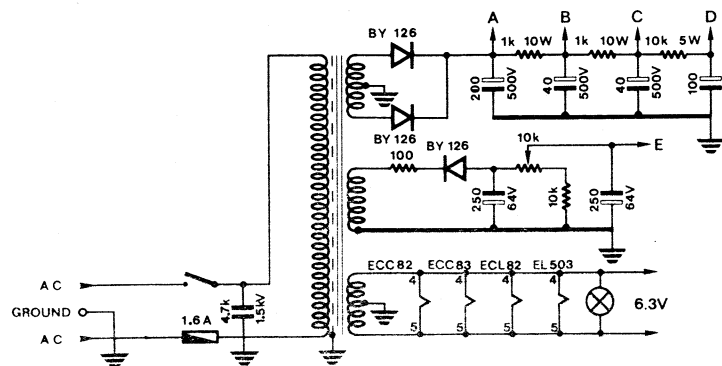 A B C D
BY 126 1k 10W 1k 10W 10k 5W
200 500V 40 500V 40 500V 100
BY 126
100 BY 126 10k E
250 64V 10k 250 64V
ECC82 ECC83 ECL82 EL503
4 4 4 4
AC
4.7k 1.5kV 6.3V
GROUND
1.6A 5 5 5 5
AC